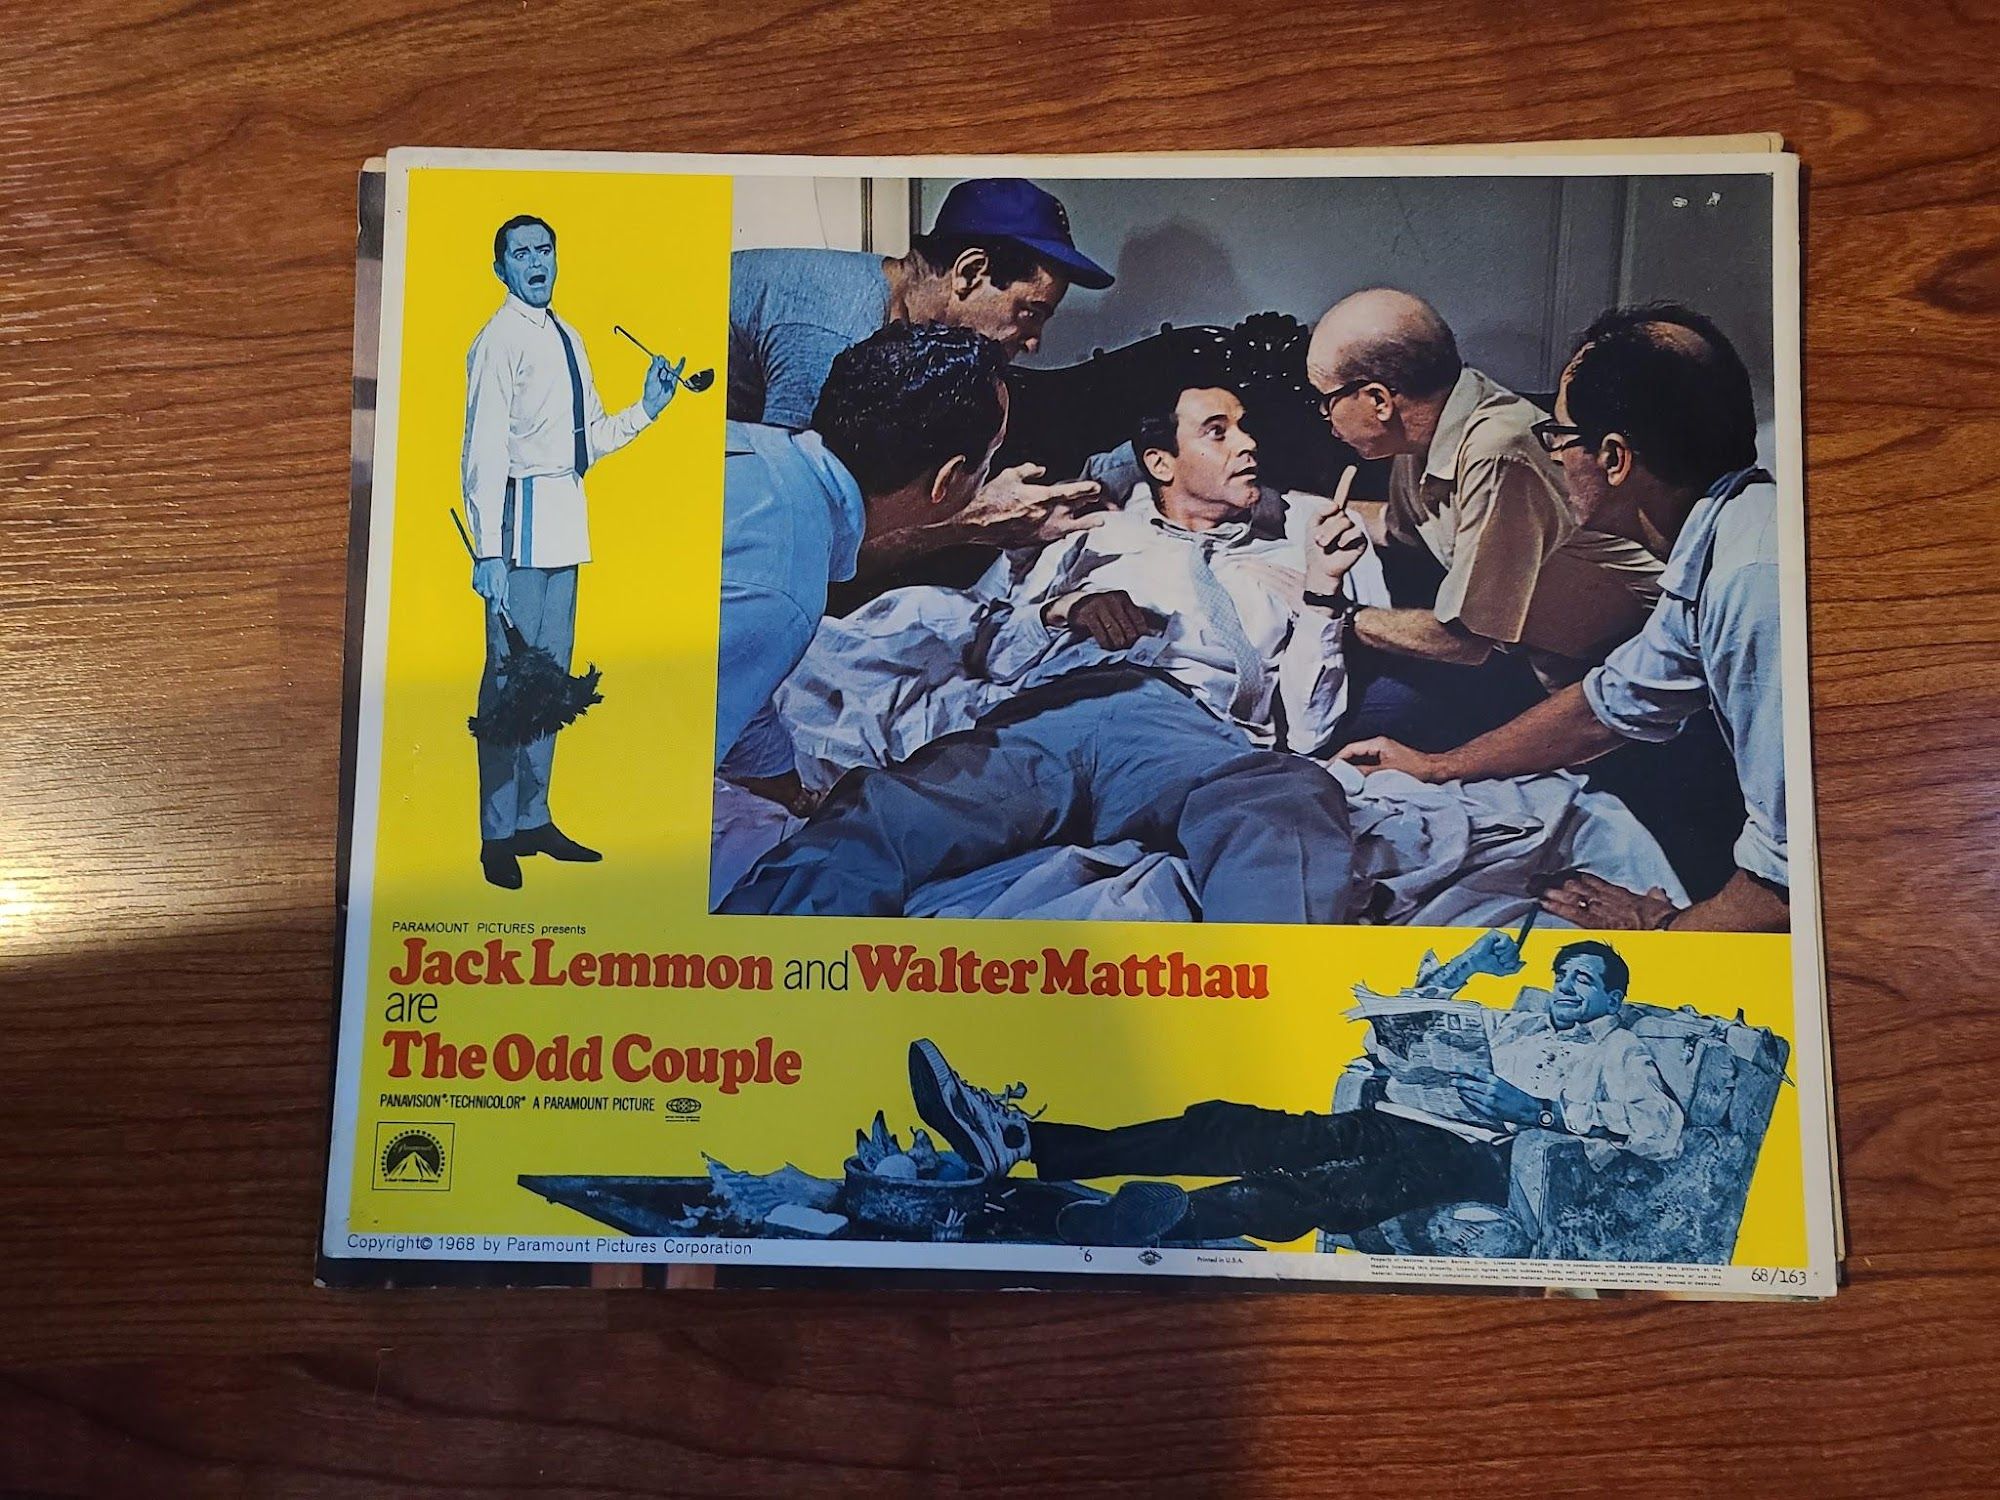 PARAMOUNT PICTURES presents
Jack Lemmon and Walter Matthau
are
The Odd Couple
PANAVISION® TECHNICOLOR® A PARAMOUNT PICTURE
Paramount
Copyright© 1968 by Paramount Pictures Corporation
6
Printed in U.S.A.
68/163